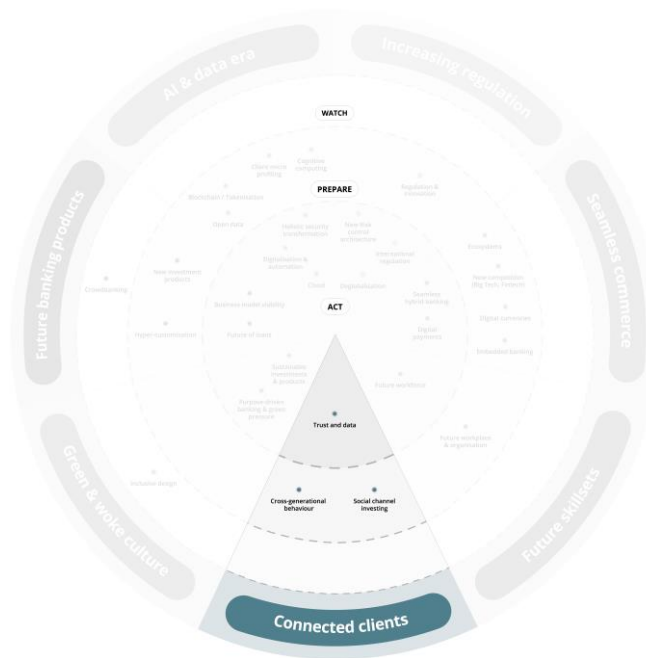 AI & data era
Increasing regulation
WATCH
Cognitive
computing
Client micro
profiling
Regulation &
innovation
Blockchain / Tokenisation
PREPARE
Open data
Holistic security
transformation
New risk
control
Ecosystems
Digitalisation &
automation
International
regulation
New investment
products
New competition
(Big Tech, Fintech)
Crowdbanking
Cloud
Deglobalisation
Seamless
hybrid banking
Business model viability
ACT
Digital currencies
Hyper-customisation
Future of trust
Digital
payments
Embedded banking
Sustainable
investments
& products
Future workforce
Purpose-driven
banking & green
pressure
Trust and data
Future workplace
& organisation
Inclusive design
Cross-generational
behaviour
Social channel
investing
Future banking products
Seamless commerce
Green & woke culture
Future skillsets
Connected clients